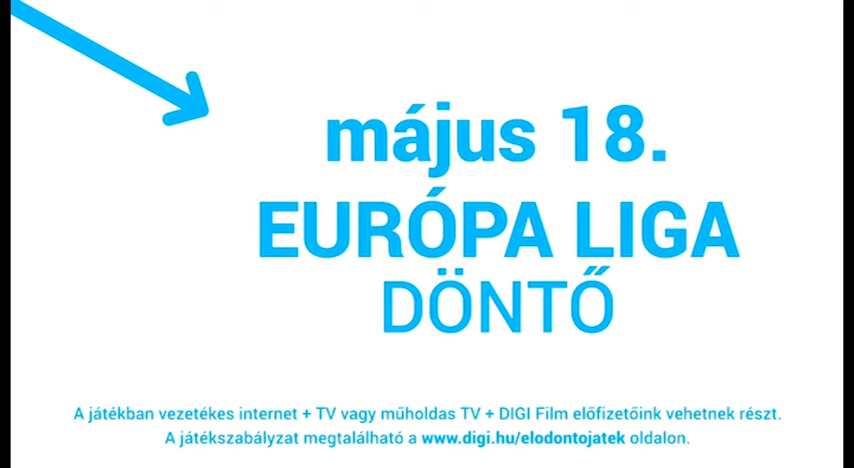 május 18.
EURÓPA LIGA
DÖNTŐ
A játékban vezetékes internet + TV vagy műholdas TV + DIGI Film előfizetőink vehetnek részt.
A játékszabályzat megtalálható a www.digi.hu/elodontojatek oldalon.